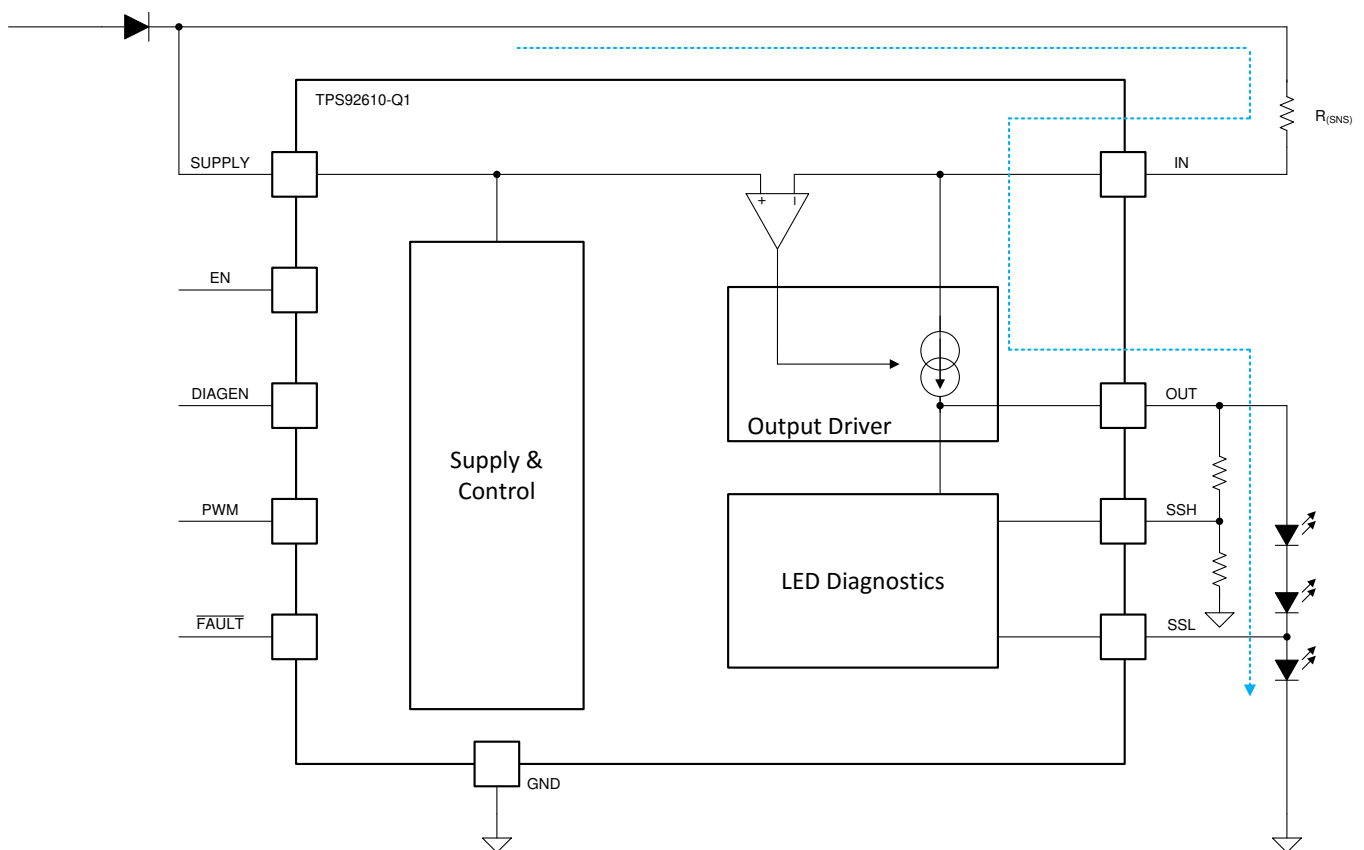 TPS92610-Q1
R(SNS)
SUPPLY
IN
+
–
EN
DIAGEN
OUT
Output Driver
Supply &
Control
PWM
SSH
LED Diagnostics
FAULT
SSL
GND